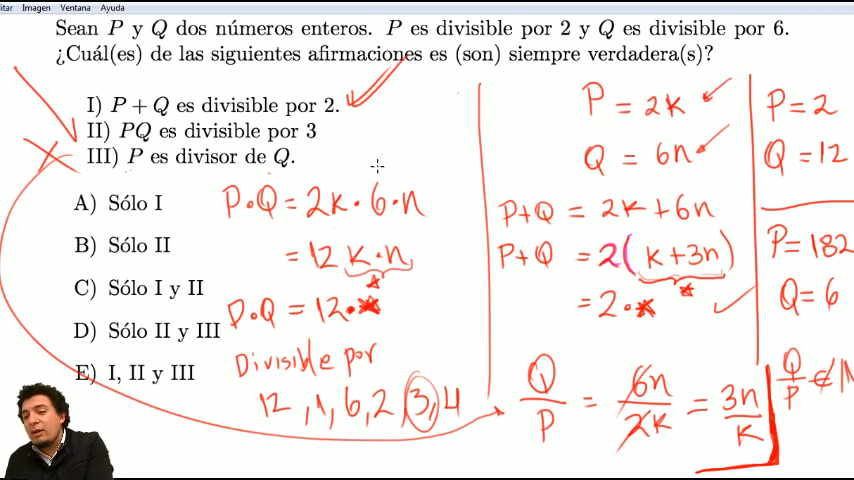 itar Imagen Ventana Ayuda
Sean P y Q dos números enteros. P es divisible por 2 y Q es divisible por 6.
¿Cuál(es) de las siguientes afirmaciones es (son) siempre verdadera(s)?
I) P + Q es divisible por 2.
II) PQ es divisible por 3
III) P es divisor de Q.
A) Sólo I
B) Sólo II
C) Sólo I y II
D) Sólo II y III
E) I, II y III
P•Q = 2k • 6 • n
= 12 k • n
P•Q = 12 •
Divisible por
12, 1, 6, 2, 3, 4
P = 2k
Q = 6n
P+Q = 2k + 6n
P+Q = 2( k + 3n )
= 2 •
Q/P = 6n/2k = 3n/k
P = 2
Q = 12
P = 182
Q = 6
Q/P ∉ IN